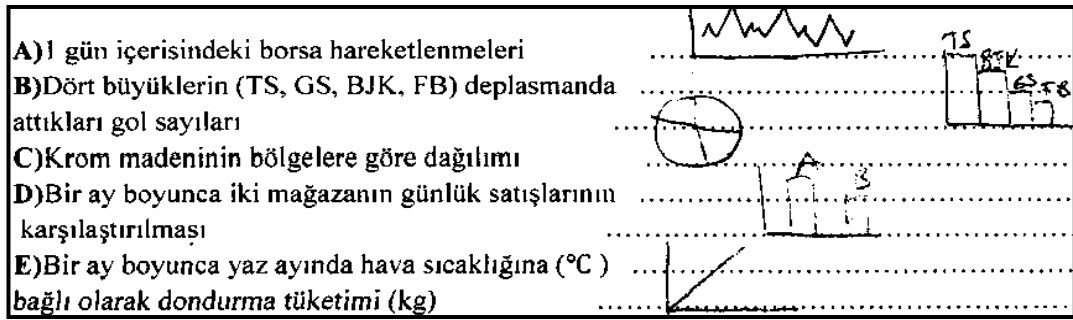 A)1 gün içerisindeki borsa hareketlenmeleri
B)Dört büyüklerin (TS, GS, BJK, FB) deplasmanda
attıkları gol sayıları
TS
BJK
GS
FB
C)Krom madeninin bölgelere göre dağılımı
D)Bir ay boyunca iki mağazanın günlük satışlarının
karşılaştırılması
A
B
E)Bir ay boyunca yaz ayında hava sıcaklığına (°C )
bağlı olarak dondurma tüketimi (kg)